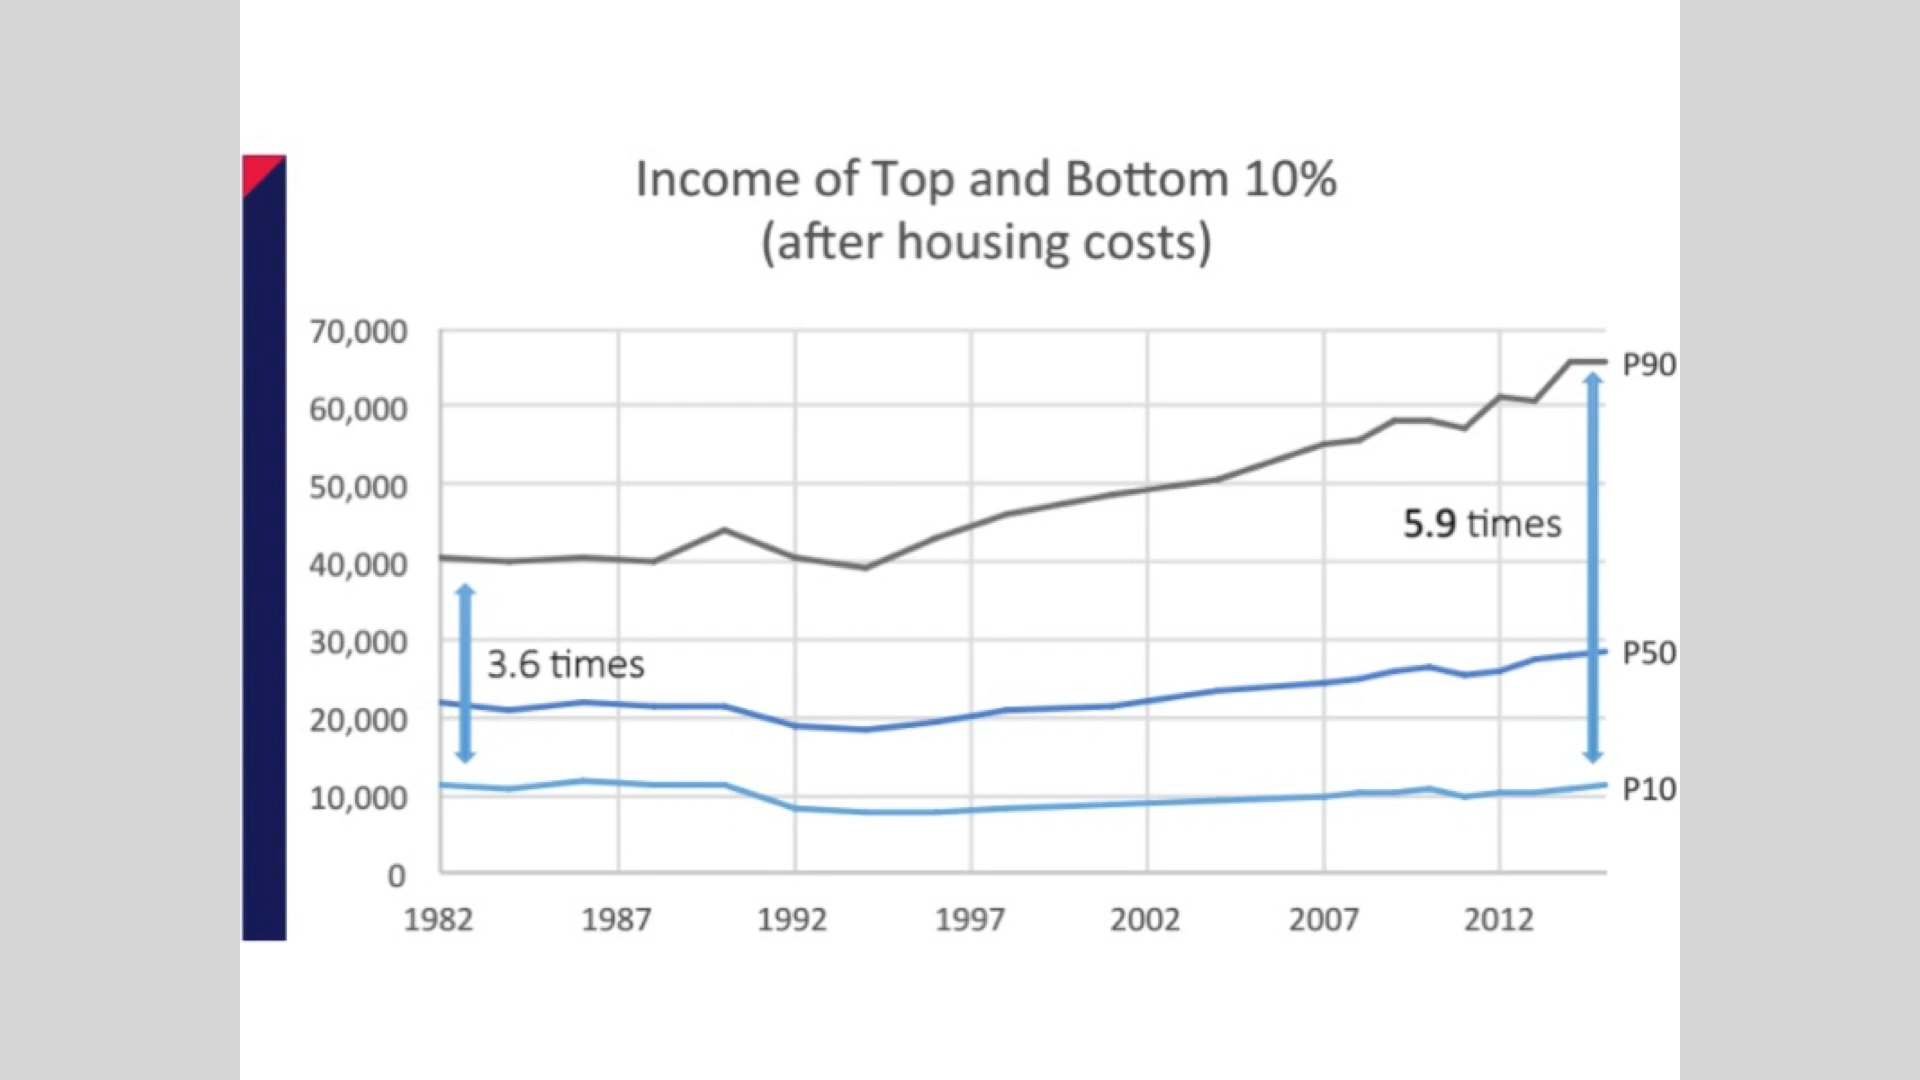 Income of Top and Bottom 10%
(after housing costs)
70,000
60,000
50,000
40,000
30,000
20,000
10,000
0
P90
5.9 times
3.6 times
P50
P10
1982 1987 1992 1997 2002 2007 2012